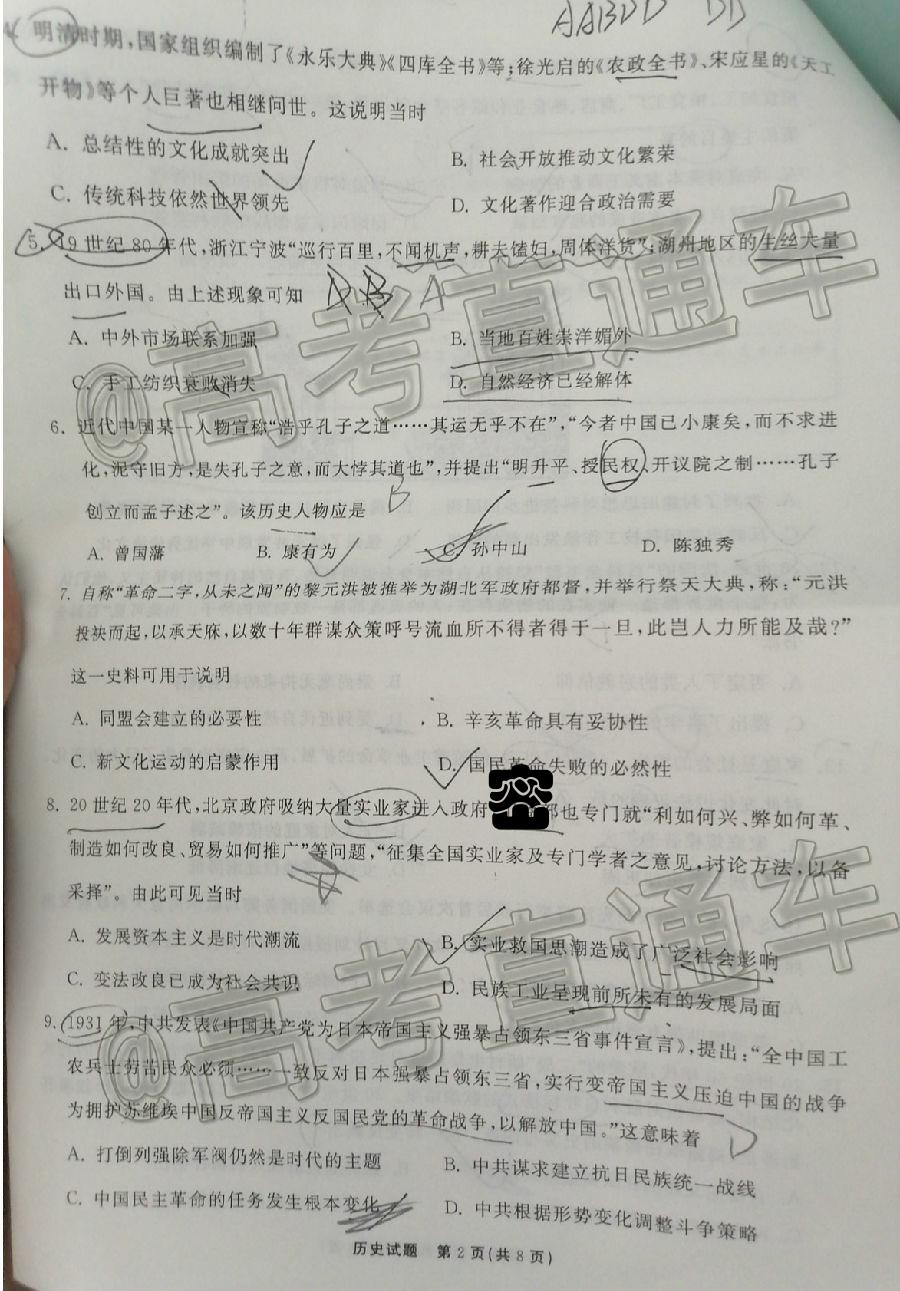 AABDD BD
明清时期，国家组织编制了《永乐大典》《四库全书》等；徐光启的《农政全书》、宋应星的《天工
开物》等个人巨著也相继问世。这说明当时
A. 总结性的文化成就突出
B. 社会开放推动文化繁荣
C. 传统科技依然世界领先
D. 文化著作迎合政治需要
5. 19世纪80年代，浙江宁波“巡行百里，不闻机声，耕夫馌妇，周体洋货”；湖州地区的生丝大量
出口外国。由上述现象可知
A. 中外市场联系加强
B. 当地百姓崇洋媚外
C. 手工纺织衰败消失
D. 自然经济已经解体
6. 近代中国某一人物宣称“浩乎孔子之道……其运无乎不在”，“今者中国已小康矣，而不求进
化，泥守旧方，是失孔子之意，而大悖其道也”，并提出“明升平、授民权、开议院之制……孔子
创立而孟子述之”。该历史人物应是
B
A. 曾国藩
B. 康有为
C. 孙中山
D. 陈独秀
7. 自称“革命二字，从未之闻”的黎元洪被推举为湖北军政府都督，并举行祭天大典，称：“元洪
投袂而起，以承天庥，以数十年群谋众策呼号流血所不得者得于一旦，此岂人力所能及哉？”
这一史料可用于说明
A. 同盟会建立的必要性
B. 辛亥革命具有妥协性
C. 新文化运动的启蒙作用
D. 国民革命失败的必然性
8. 20世纪20年代，北京政府吸纳大量实业家进入政府 部也专门就“利如何兴、弊如何革、
制造如何改良、贸易如何推广”等问题，“征集全国实业家及专门学者之意见，讨论方法，以备
采择”。由此可见当时
A. 发展资本主义是时代潮流
B. 实业救国思潮造成了广泛社会影响
C. 变法改良已成为社会共识
D. 民族工业呈现前所未有的发展局面
9. 1931年，中共发表《中国共产党为日本帝国主义强暴占领东三省事件宣言》，提出：“全中国工
农兵士劳苦民众必须……一致反对日本强暴占领东三省，实行变帝国主义压迫中国的战争
为拥护苏维埃中国反帝国主义反国民党的革命战争，以解放中国。”这意味着
D
A. 打倒列强除军阀仍然是时代的主题
B. 中共谋求建立抗日民族统一战线
C. 中国民主革命的任务发生根本变化
D. 中共根据形势变化调整斗争策略
历史试题 第2页（共8页）
@高考直通车
@高考直通车